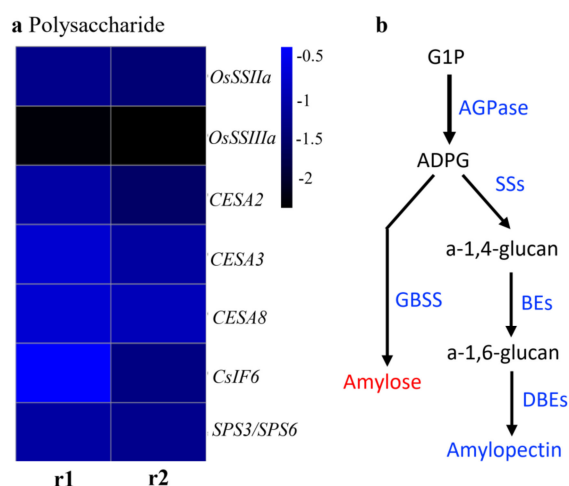 a Polysaccharide
OsSSIIa
OsSSIIIa
CESA2
CESA3
CESA8
CsIF6
SPS3/SPS6
r1 r2
-0.5
-1
-1.5
-2
b
G1P
AGPase
ADPG
SSs
a-1,4-glucan
GBSS
BEs
a-1,6-glucan
Amylose
DBEs
Amylopectin